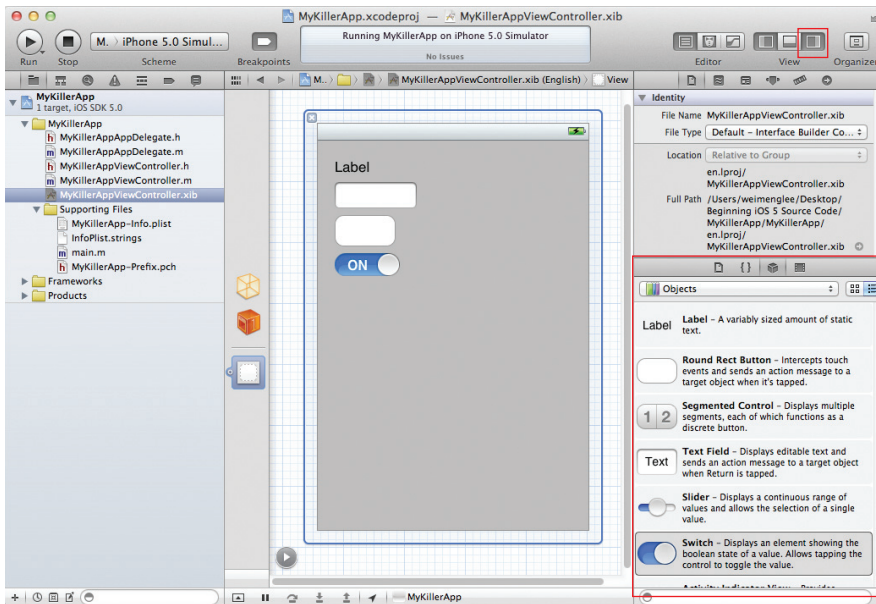 MyKillerApp.xcodeproj — MyKillerAppViewController.xib
M. iPhone 5.0 Simul...
Running MyKillerApp on iPhone 5.0 Simulator
No Issues
Run Stop Scheme Breakpoints Editor View Organizer
M.. MyKillerAppViewController.xib (English) View
MyKillerApp
1 target, iOS SDK 5.0
MyKillerApp
h MyKillerAppAppDelegate.h
m MyKillerAppAppDelegate.m
h MyKillerAppViewController.h
m MyKillerAppViewController.m
MyKillerAppViewController.xib
Supporting Files
MyKillerApp-Info.plist
InfoPlist.strings
m main.m
h MyKillerApp-Prefix.pch
Frameworks
Products
Label
ON
Identity
File Name MyKillerAppViewController.xib
File Type Default – Interface Builder Co...
Location Relative to Group
en.lproj/
MyKillerAppViewController.xib
Full Path /Users/weimenglee/Desktop/
Beginning iOS 5 Source Code/
MyKillerApp/MyKillerApp/
en.lproj/
MyKillerAppViewController.xib
{}
Objects
Label
Label – A variably sized amount of static
text.
Round Rect Button – Intercepts touch
events and sends an action message to a
target object when it's tapped.
1 2
Segmented Control – Displays multiple
segments, each of which functions as a
discrete button.
Text
Text Field – Displays editable text and
sends an action message to a target object
when Return is tapped.
Slider – Displays a continuous range of
values and allows the selection of a single
value.
Switch – Displays an element showing the
boolean state of a value. Allows tapping the
control to toggle the value.
MyKillerApp